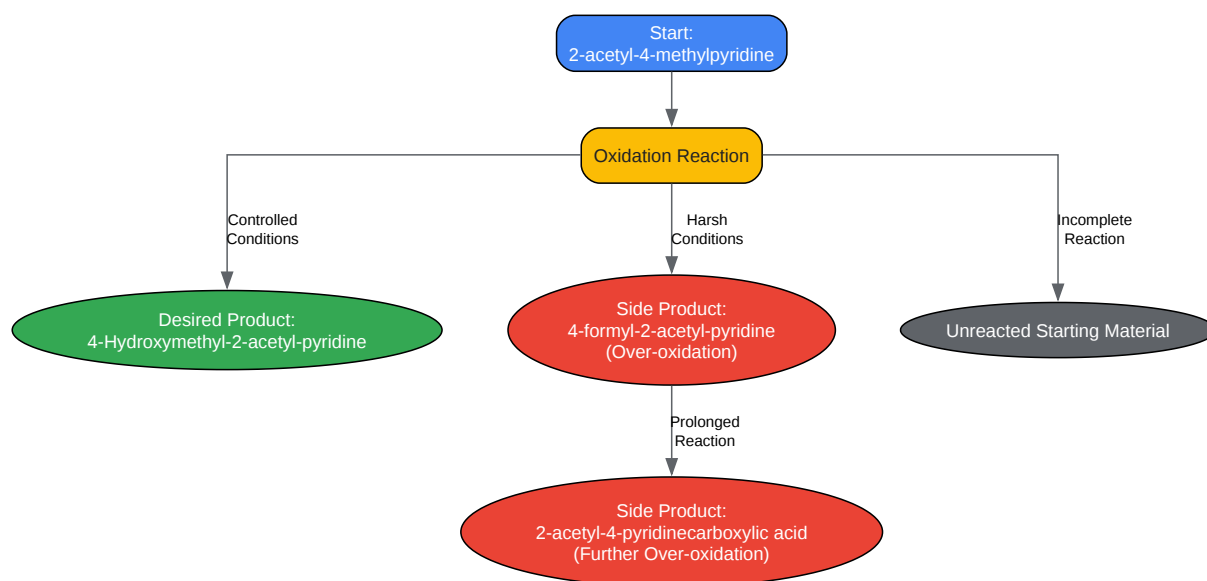 Start:
2-acetyl-4-methylpyridine
Oxidation Reaction
Controlled
Conditions
Harsh
Conditions
Incomplete
Reaction
Desired Product:
4-Hydroxymethyl-2-acetyl-pyridine
Side Product:
4-formyl-2-acetyl-pyridine
(Over-oxidation)
Unreacted Starting Material
Prolonged
Reaction
Side Product:
2-acetyl-4-pyridinecarboxylic acid
(Further Over-oxidation)